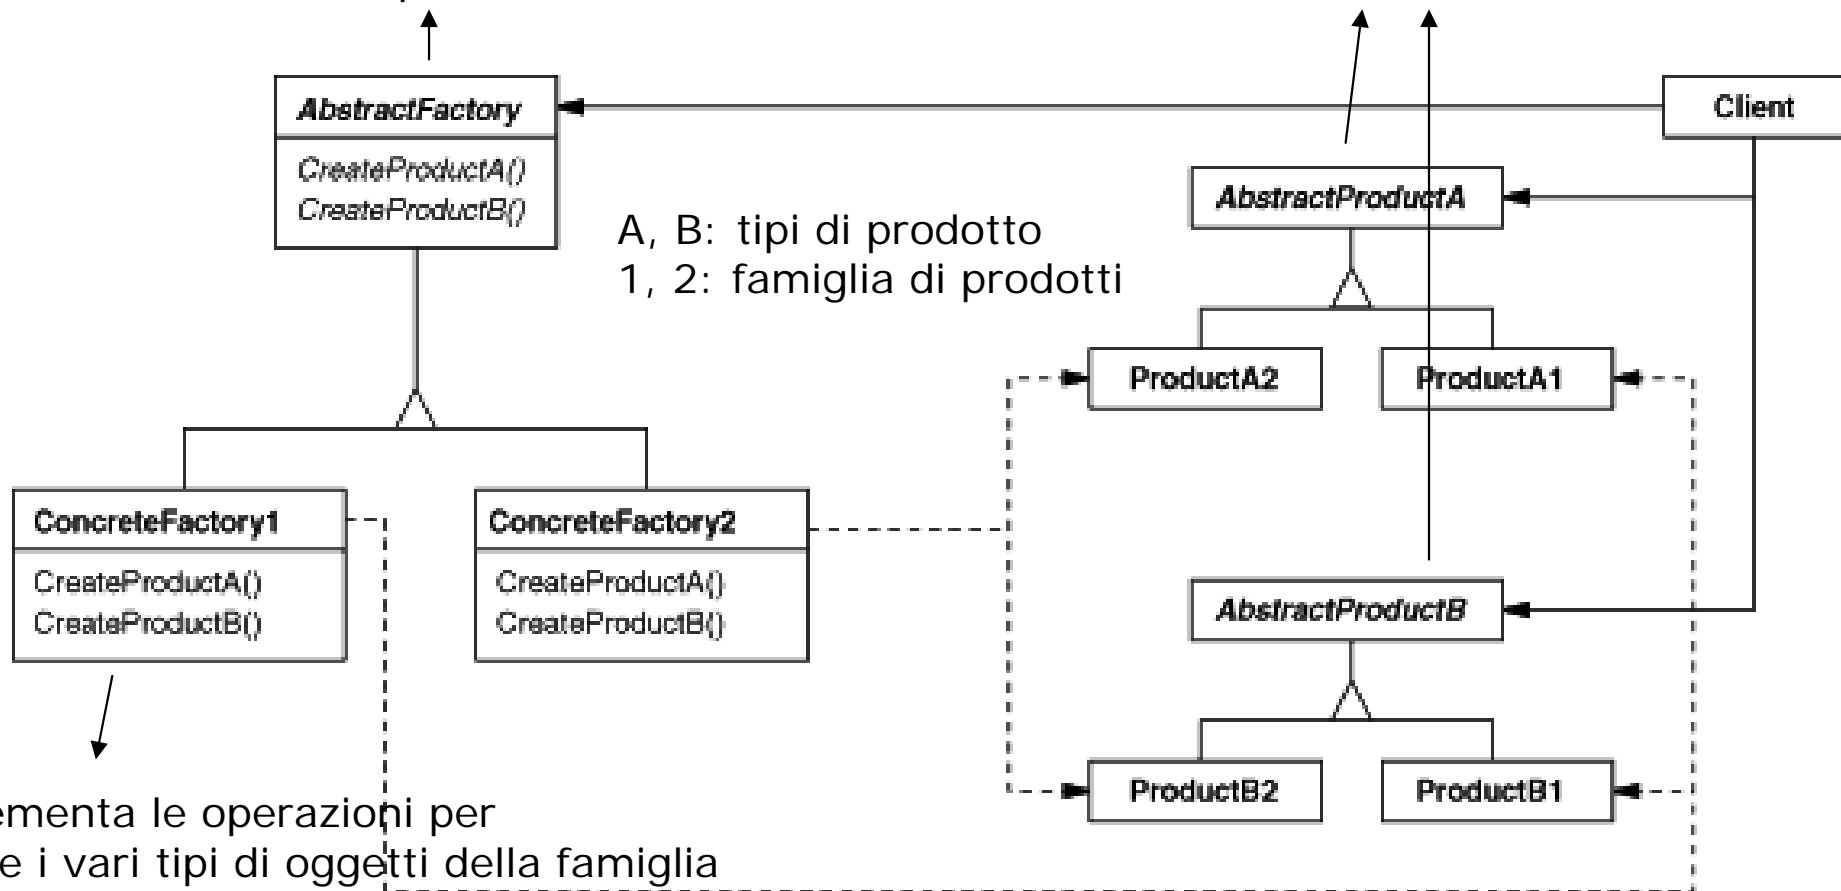 AbstractFactory
CreateProductA()
CreateProductB()
Client
AbstractProductA
A, B: tipi di prodotto
1, 2: famiglia di prodotti
ProductA2
ProductA1
ConcreteFactory1
CreateProductA()
CreateProductB()
ConcreteFactory2
CreateProductA()
CreateProductB()
AbstractProductB
ProductB2
ProductB1
ementa le operazioni per
e i vari tipi di oggetti della famiglia